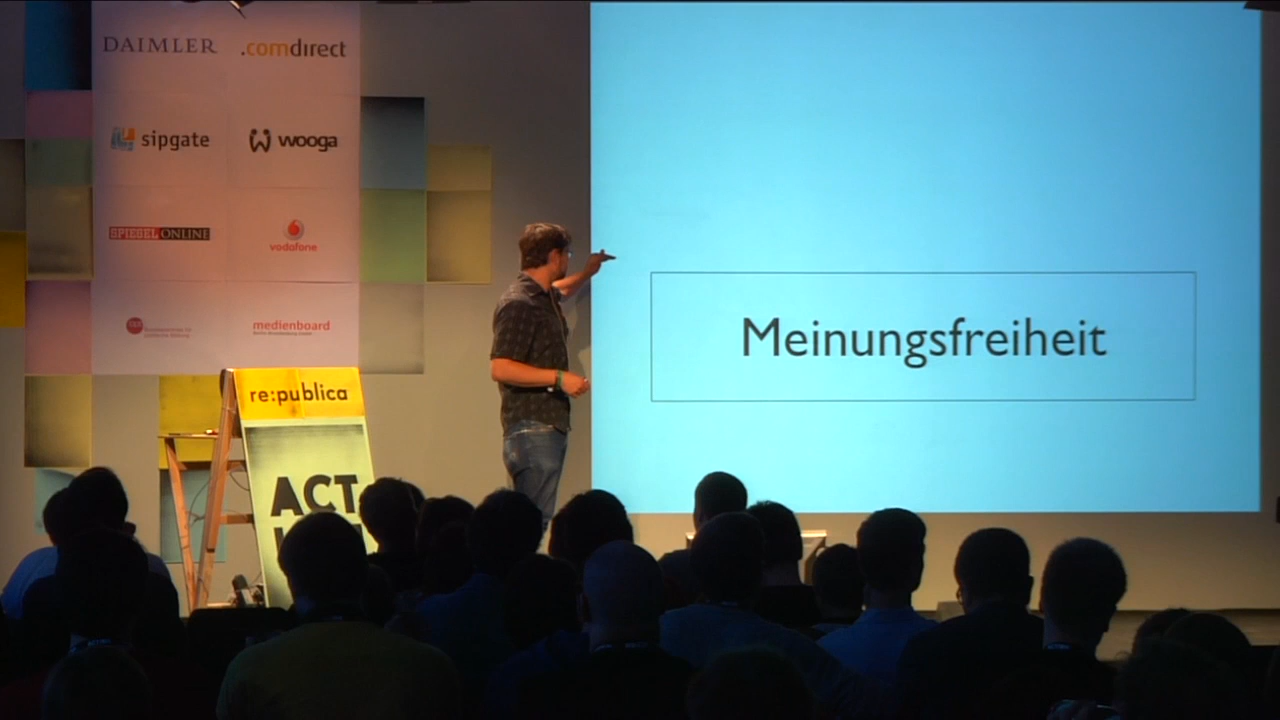 DAIMLER
.comdirect
sipgate
wooga
SPIEGEL ONLINE
vodafone
medienboard
re:publica
ACT
Meinungsfreiheit